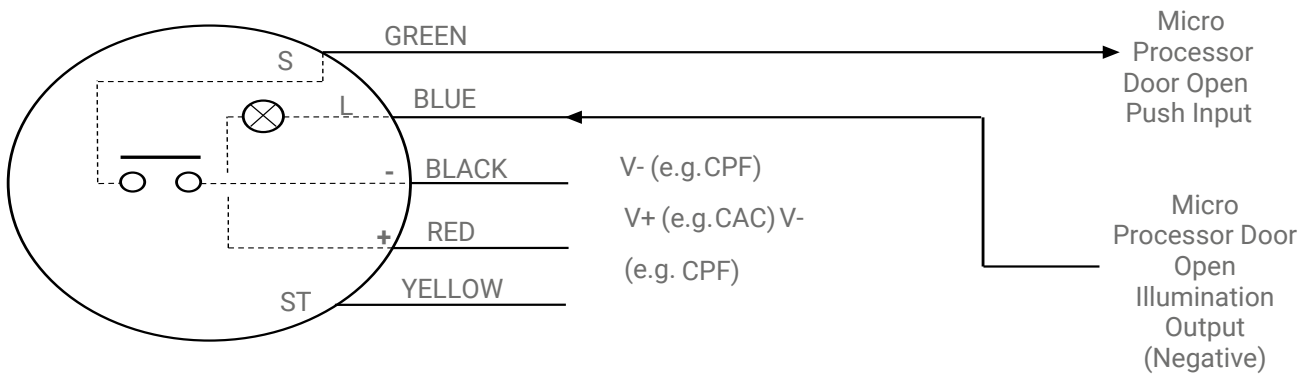 GREEN
S
BLUE
L
BLACK
-
RED
+
YELLOW
ST
V- (e.g. CPF)
V+ (e.g. CAC) V-
(e.g. CPF)
Micro
Processor
Door Open
Push Input
Micro
Processor Door
Open
Illumination
Output
(Negative)